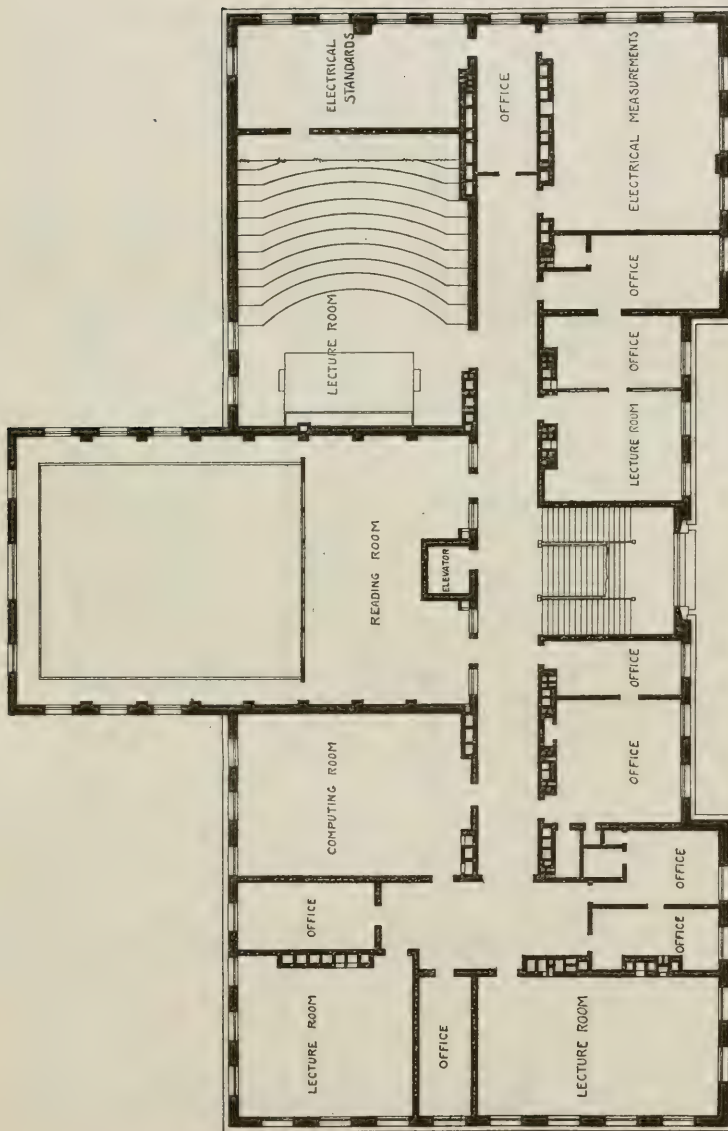 LECTURE ROOM
OFFICE
COMPUTING ROOM
READING ROOM
LECTURE ROOM
ELECTRICAL
STANDARDS
OFFICE
ELEVATOR
OFFICE
LECTURE ROOM
OFFICE
OFFICE
OFFICE
OFFICE
LECTURE ROOM
OFFICE
OFFICE
ELECTRICAL MEASUREMENTS